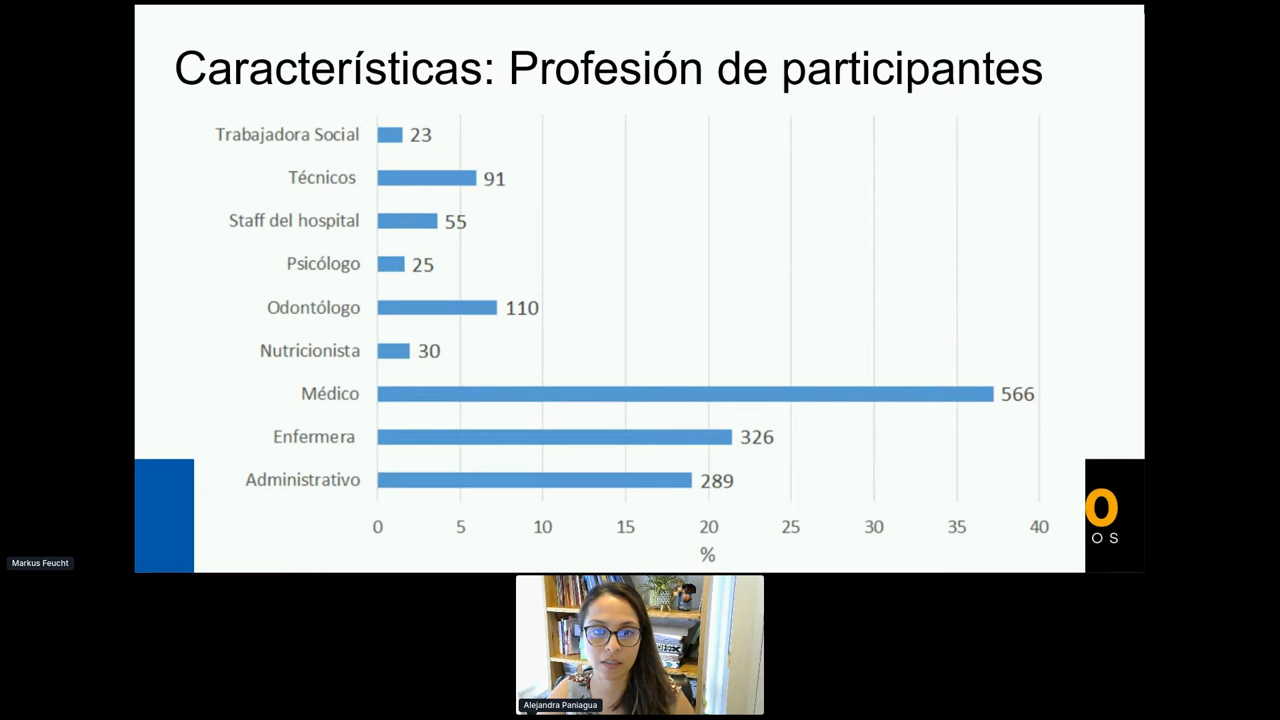 Características: Profesión de participantes
Trabajadora Social 23
Técnicos 91
Staff del hospital 55
Psicólogo 25
Odontólogo 110
Nutricionista 30
Médico 566
Enfermera 326
Administrativo 289
0 5 10 15 20 25 30 35 40
%
0
OS
Markus Feucht
Alejandra Paniagua